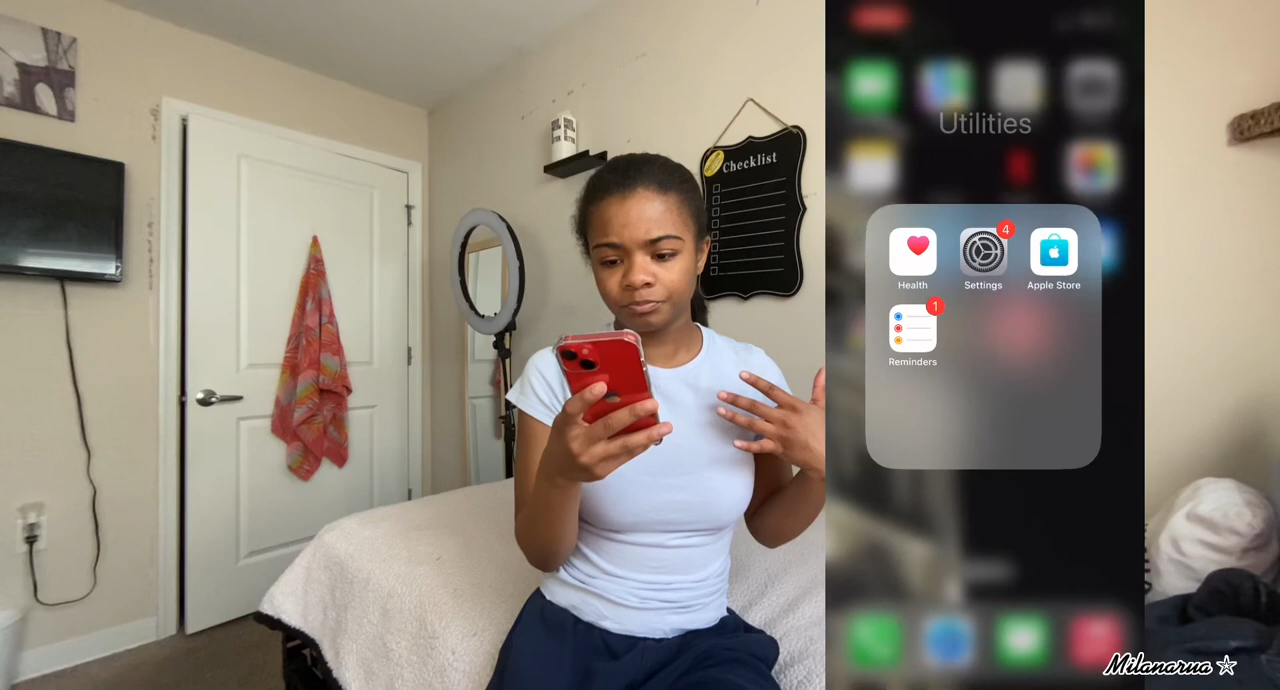 Checklist
Utilities
4
Health
Settings
Apple Store
1
Reminders
Milanarua ☆